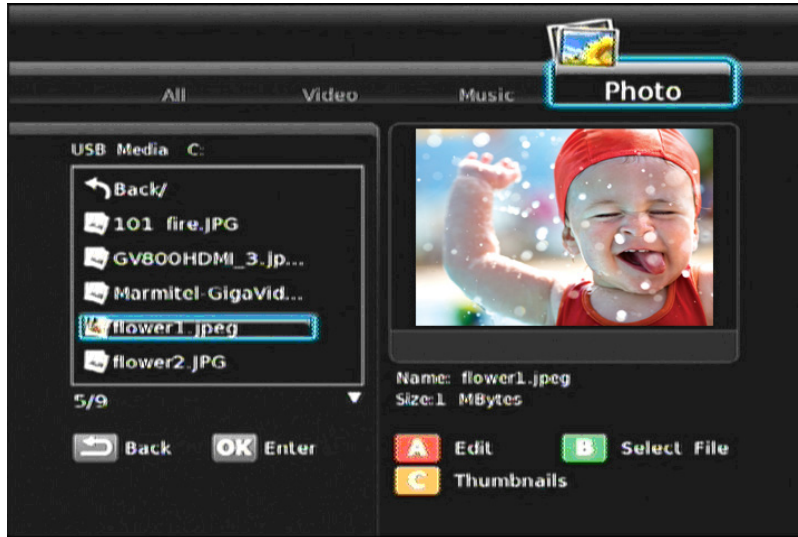 All Video Music Photo
USB Media C:
Back/
101 fire.JPG
GV800HDMI_3.jp...
Marmitel-GigaVid...
flower1.jpeg
flower2.JPG
5/9
Name: flower1.jpeg
Size:1 MBytes
Back OK Enter
A Edit B Select File
C Thumbnails